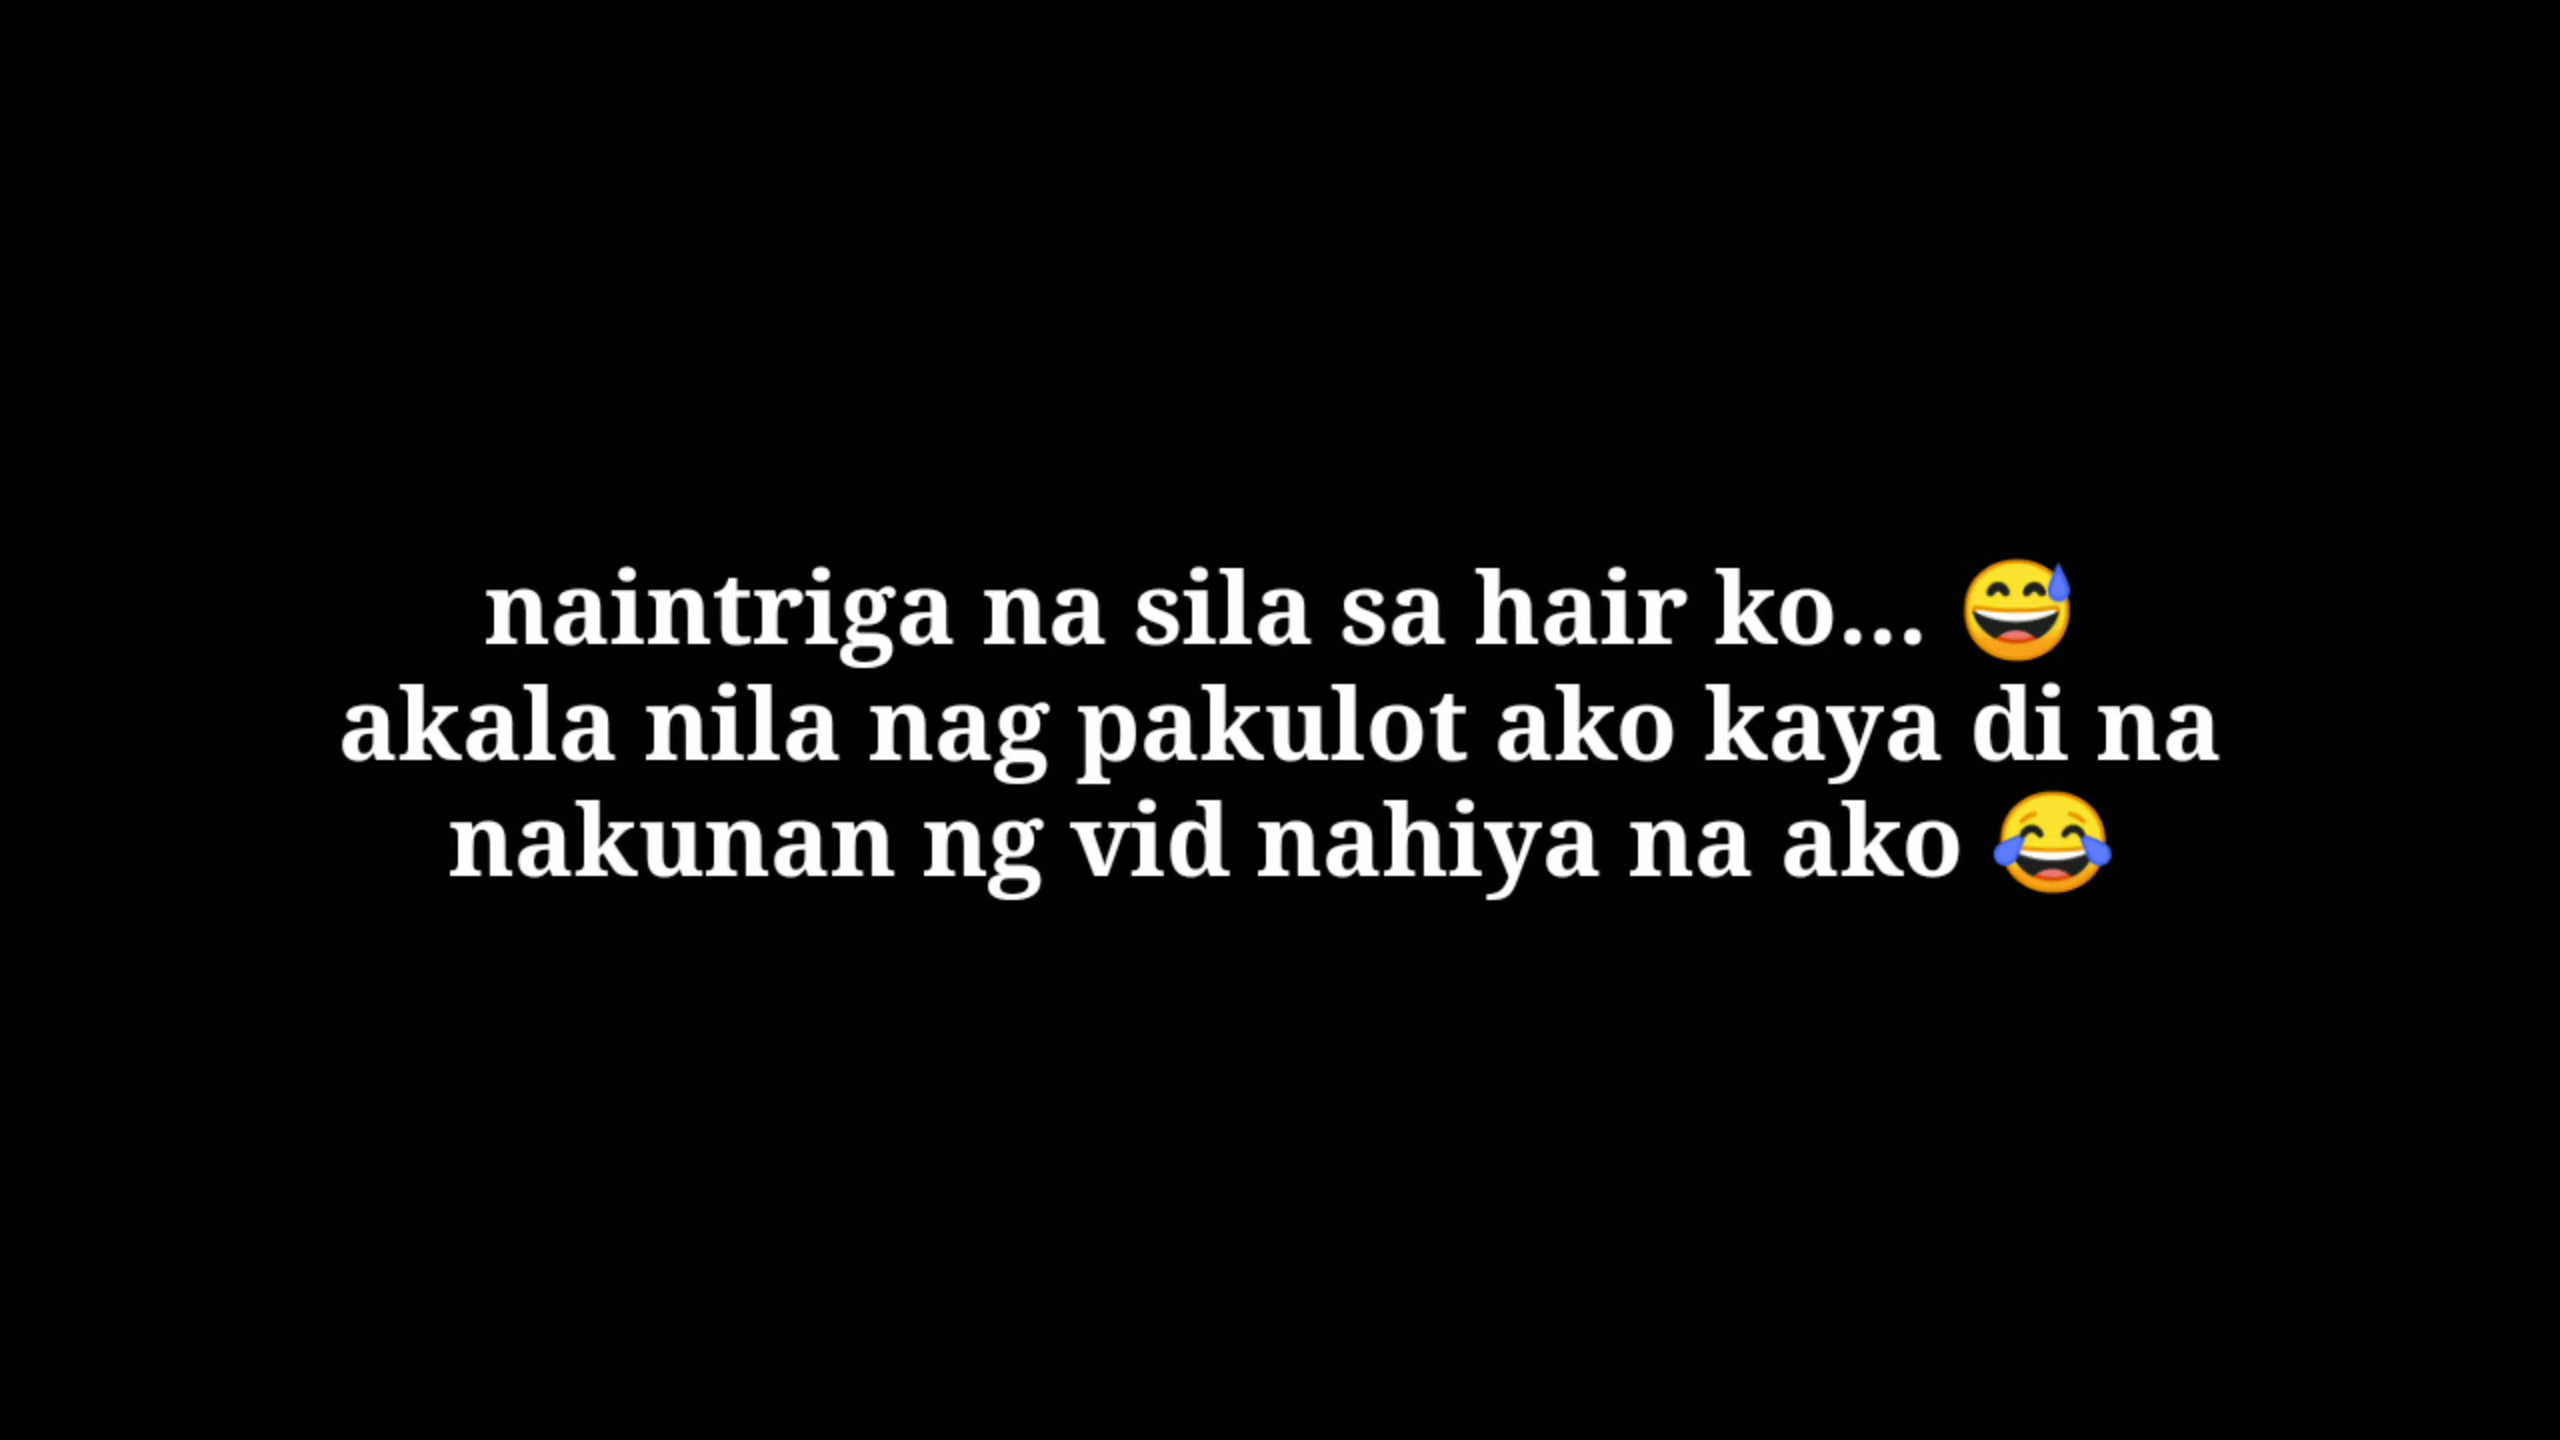 naintriga na sila sa hair ko... 😅
akala nila nag pakulot ako kaya di na
nakunan ng vid nahiya na ako 😂